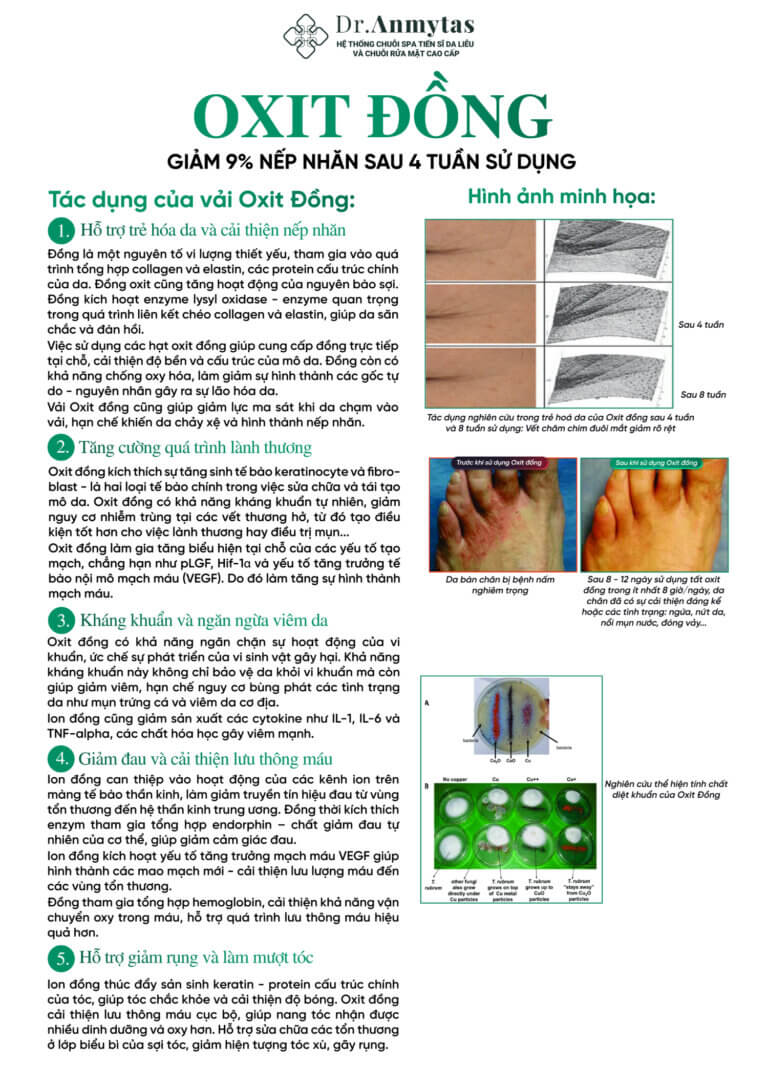 Dr.Anmytas
HỆ THỐNG CHUỖI SPA TIẾN SĨ DA LIỄU
VÀ CHUỖI RỬA MẶT CAO CẤP
OXIT ĐỒNG
GIẢM 9% NẾP NHĂN SAU 4 TUẦN SỬ DỤNG
Tác dụng của vải Oxit Đồng:
1. Hỗ trợ trẻ hóa da và cải thiện nếp nhăn
Đồng là một nguyên tố vi lượng thiết yếu, tham gia vào quá
trình tổng hợp collagen và elastin, các protein cấu trúc chính
của da. Đồng oxit cũng tăng hoạt động của nguyên bào sợi.
Đồng kích hoạt enzyme lysyl oxidase - enzyme quan trọng
trong quá trình liên kết chéo collagen và elastin, giúp da săn
chắc và đàn hồi.
Việc sử dụng các hạt oxit đồng giúp cung cấp đồng trực tiếp
tại chỗ, cải thiện độ bền và cấu trúc của mô da. Đồng còn có
khả năng chống oxy hóa, làm giảm sự hình thành các gốc tự
do - nguyên nhân gây ra sự lão hóa da.
Vải Oxit đồng cũng giúp giảm lực ma sát khi da chạm vào
vải, hạn chế khiến da chảy xệ và hình thành nếp nhăn.
2. Tăng cường quá trình lành thương
Oxit đồng kích thích sự tăng sinh tế bào keratinocyte và fibro-
blast - là hai loại tế bào chính trong việc sửa chữa và tái tạo
mô da. Oxit đồng có khả năng kháng khuẩn tự nhiên, giảm
nguy cơ nhiễm trùng tại các vết thương hở, từ đó tạo điều
kiện tốt hơn cho việc lành thương hay điều trị mụn...
Oxit đồng làm gia tăng biểu hiện tại chỗ của các yếu tố tạo
mạch, chẳng hạn như pLGF, Hif-1α và yếu tố tăng trưởng tế
bào nội mô mạch máu (VEGF). Do đó làm tăng sự hình thành
mạch máu.
3. Kháng khuẩn và ngăn ngừa viêm da
Oxit đồng có khả năng ngăn chặn sự hoạt động của vi
khuẩn, ức chế sự phát triển của vi sinh vật gây hại. Khả năng
kháng khuẩn này không chỉ bảo vệ da khỏi vi khuẩn mà còn
giúp giảm viêm, hạn chế nguy cơ bùng phát các tình trạng
da như mụn trứng cá và viêm da cơ địa.
Ion đồng cũng giảm sản xuất các cytokine như IL-1, IL-6 và
TNF-alpha, các chất hóa học gây viêm mạnh.
4. Giảm đau và cải thiện lưu thông máu
Ion đồng can thiệp vào hoạt động của các kênh ion trên
màng tế bào thần kinh, làm giảm truyền tín hiệu đau từ vùng
tổn thương đến hệ thần kinh trung ương. Đồng thời kích thích
enzym tham gia tổng hợp endorphin – chất giảm đau tự
nhiên của cơ thể, giúp giảm cảm giác đau.
Ion đồng kích hoạt yếu tố tăng trưởng mạch máu VEGF giúp
hình thành các mao mạch mới - cải thiện lưu lượng máu đến
các vùng tổn thương.
Đồng tham gia tổng hợp hemoglobin, cải thiện khả năng vận
chuyển oxy trong máu, hỗ trợ quá trình lưu thông máu hiệu
quả hơn.
5. Hỗ trợ giảm rụng và làm mượt tóc
Ion đồng thúc đẩy sản sinh keratin - protein cấu trúc chính
của tóc, giúp tóc chắc khỏe và cải thiện độ bóng. Oxit đồng
cải thiện lưu thông máu cục bộ, giúp nang tóc nhận được
nhiều dinh dưỡng và oxy hơn. Hỗ trợ sửa chữa các tổn thương
ở lớp biểu bì của sợi tóc, giảm hiện tượng tóc xù, gãy rụng.
Hình ảnh minh họa:
Sau 4 tuần
Sau 8 tuần
Tác dụng nghiên cứu trong trẻ hoá da của Oxit đồng sau 4 tuần
và 8 tuần sử dụng: Vết chăm chim đuôi mắt giảm rõ rệt
Trước khi sử dụng Oxit đồng
Sau khi sử dụng Oxit đồng
Da bàn chân bị bệnh nấm
nghiêm trọng
Sau 8 - 12 ngày sử dụng tất oxit
đồng trong ít nhất 8 giờ/ngày, da
chân đã có sự cải thiện đáng kể
hoặc các tình trạng: ngứa, nứt da,
nổi mụn nước, đóng vảy...
A
bacteria
bacteria
Cu₂O CuO Cu
B
No copper Cu Cu++ Cu+
T. rubrum
other fungi also grow directly under Cu particles
T. rubrum grows on top of Cu metal particles
T. rubrum grows up to CuO particles
T. rubrum "stays away" from Cu₂O particles
Nghiên cứu thể hiện tính chất
diệt khuẩn của Oxit Đồng